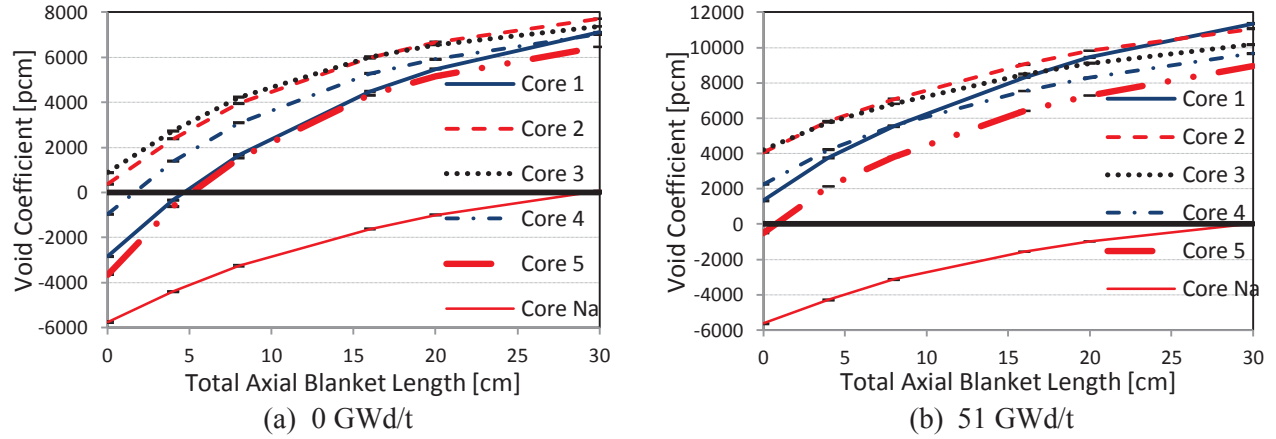 8000
6000
4000
2000
0
-2000
-4000
-6000
Void Coefficient [pcm]
Core 1
Core 2
Core 3
Core 4
Core 5
Core Na
0 5 10 15 20 25 30
Total Axial Blanket Length [cm]
(a) 0 GWd/t
12000
10000
8000
6000
4000
2000
0
-2000
-4000
-6000
Void Coefficient [pcm]
Core 1
Core 2
Core 3
Core 4
Core 5
Core Na
0 5 10 15 20 25 30
Total Axial Blanket Length [cm]
(b) 51 GWd/t